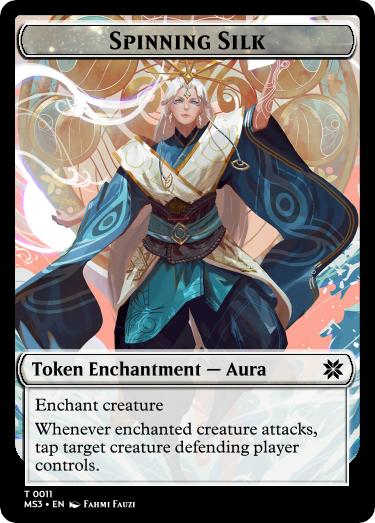 Spinning Silk
Token Enchantment — Aura
Enchant creature
Whenever enchanted creature attacks,
tap target creature defending player
controls.
T 0011
MS3 • EN Fahmi Fauzi